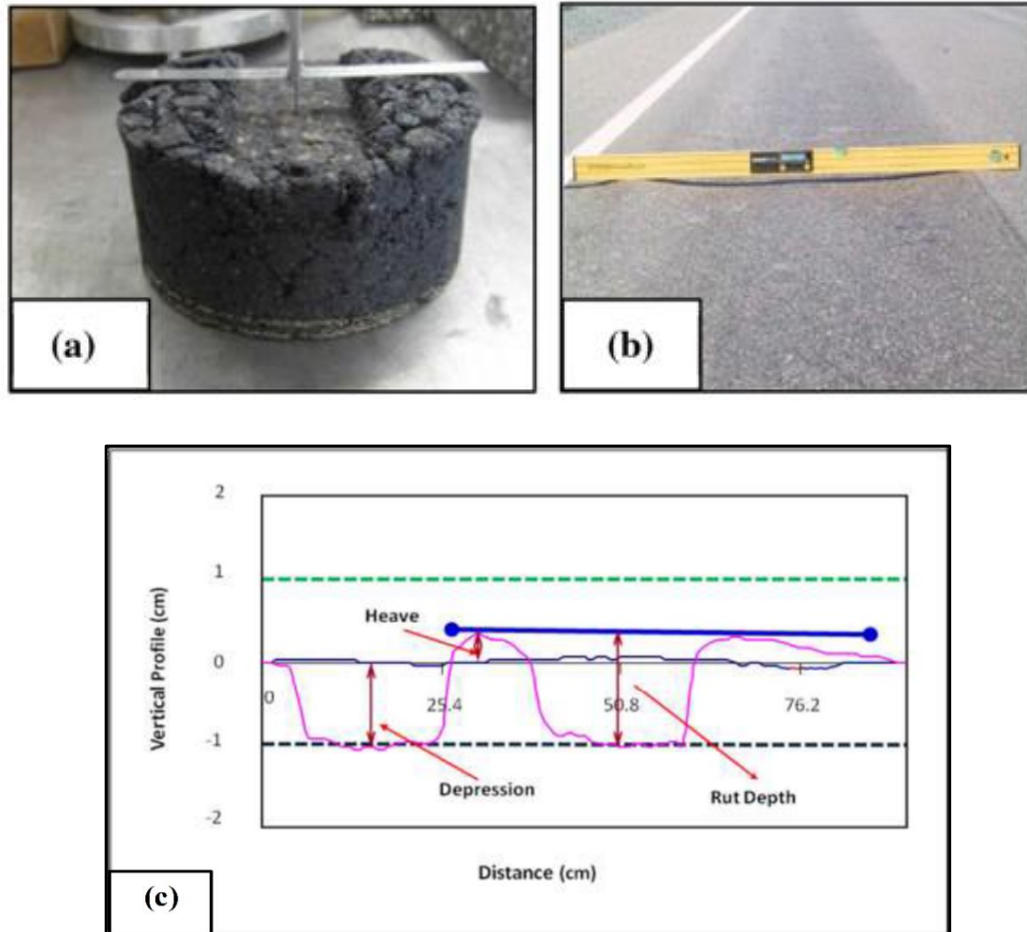 (a)
(b)
2
1
0
-1
-2
Vertical Profile (cm)
Heave
0
25.4
50.8
76.2
Depression
Rut Depth
Distance (cm)
(c)